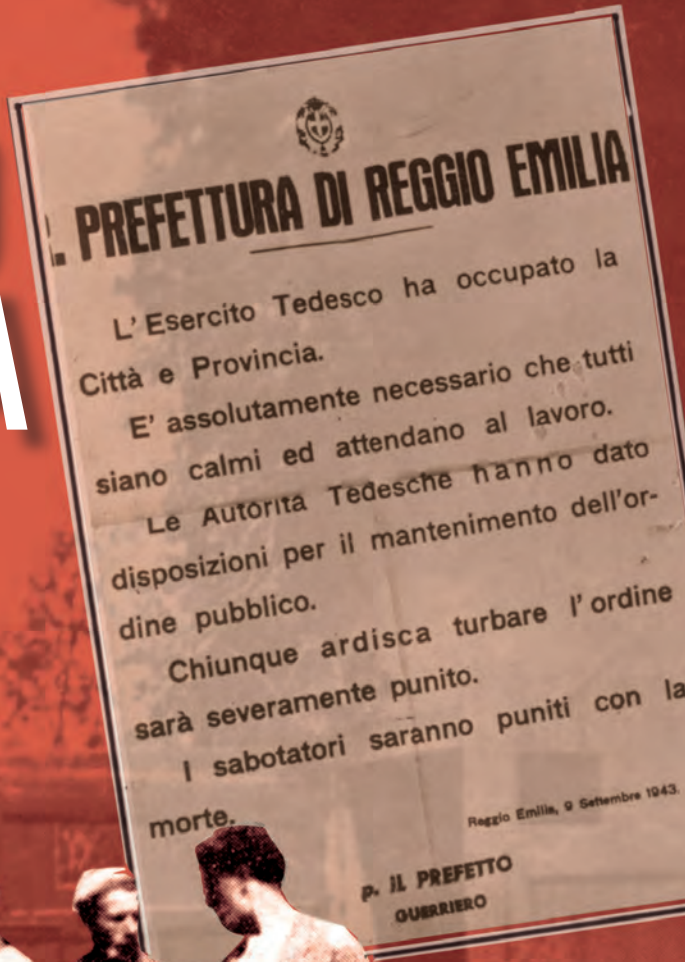 . PREFETTURA DI REGGIO EMILIA
L'Esercito Tedesco ha occupato la
Città e Provincia.
E' assolutamente necessario che tutti
siano calmi ed attendano al lavoro.
Le Autorità Tedesche hanno dato
disposizioni per il mantenimento dell'or-
dine pubblico.
Chiunque ardisca turbare l'ordine
sarà severamente punito.
I sabotatori saranno puniti con la
morte.
Reggio Emilia, 9 Settembre 1943.
p. IL PREFETTO
GUERRIERO